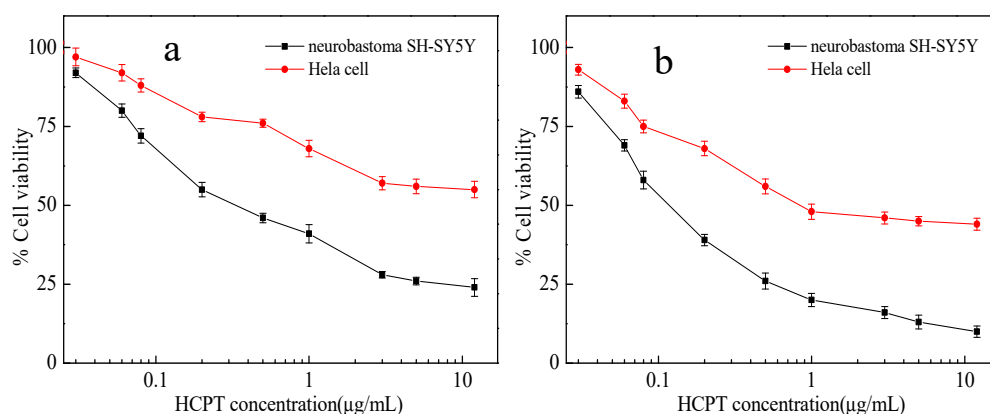 a
neurobastoma SH-SY5Y
Hela cell
100
75
50
25
0
% Cell viability
0.1
1
10
HCPT concentration(μg/mL)
b
neurobastoma SH-SY5Y
Hela cell
100
75
50
25
0
% Cell viability
0.1
1
10
HCPT concentration(μg/mL)